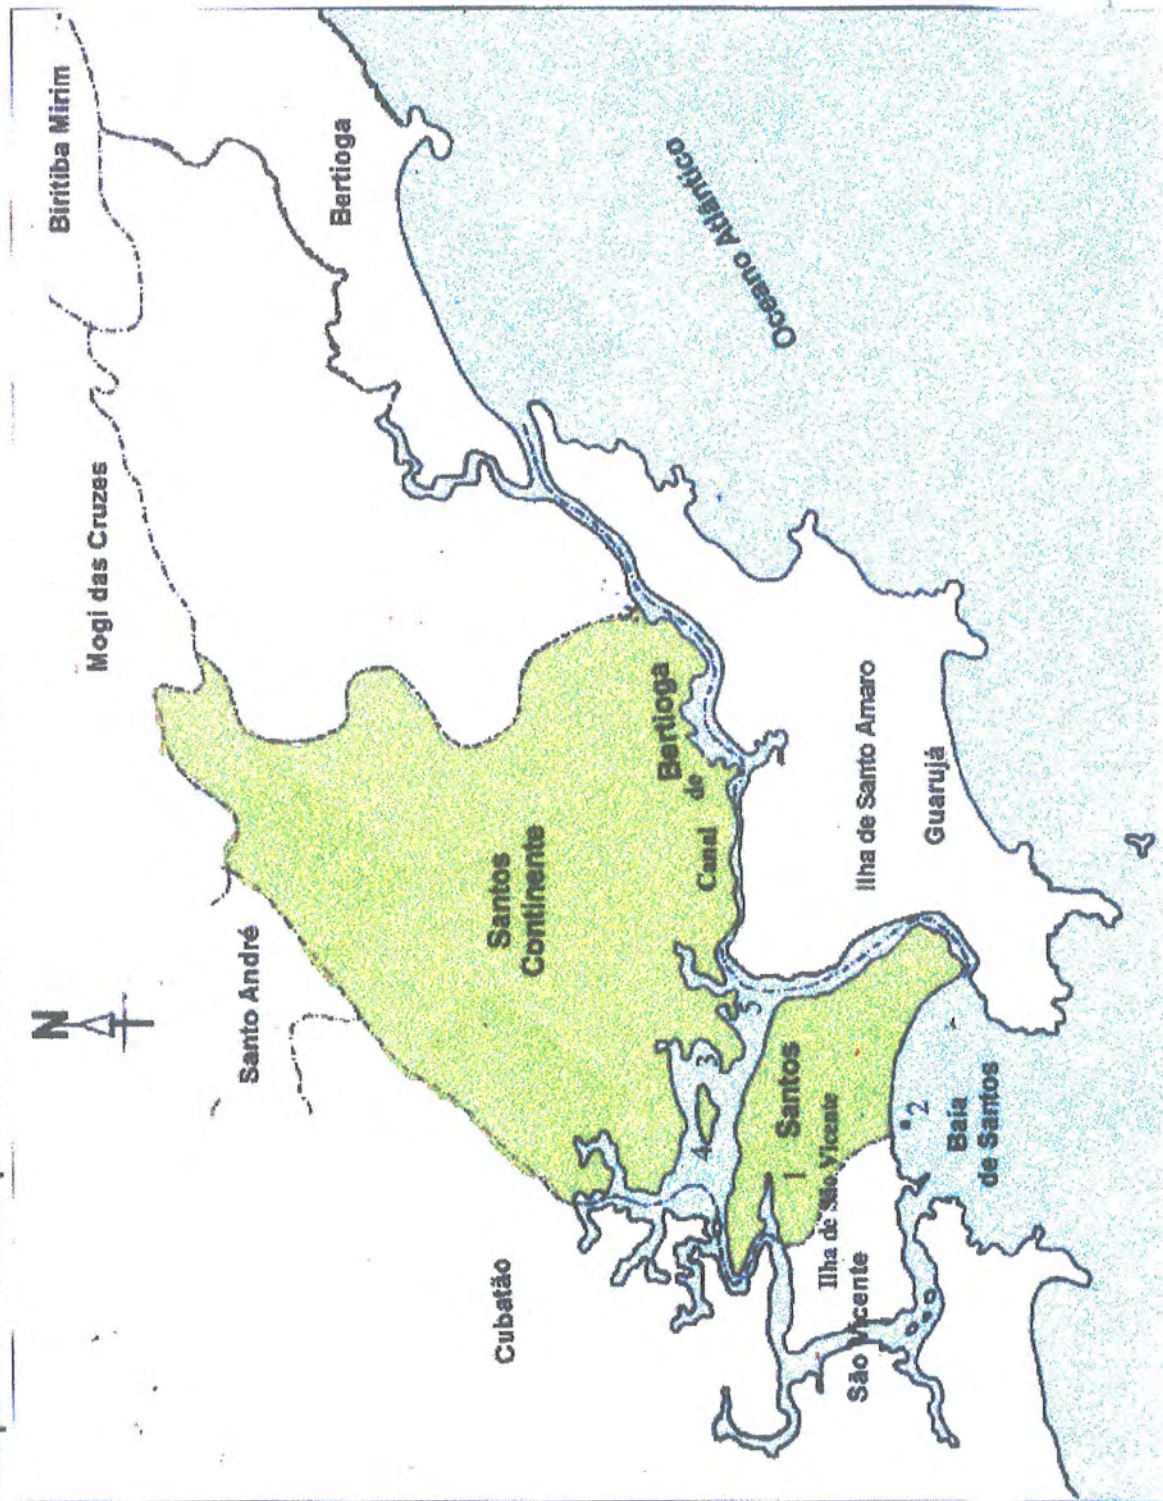 Biritiba Mirim
Mogi das Cruzes
Bertioga
Santo André
N
Oceano Atlântico
Santos
Continente
Cubatão
Bertioga
Canal de
3
4
5
Ilha de Santo Amaro
Guarujá
Santos
1
Ilha de São Vicente
São Vicente
2
Baía
de Santos